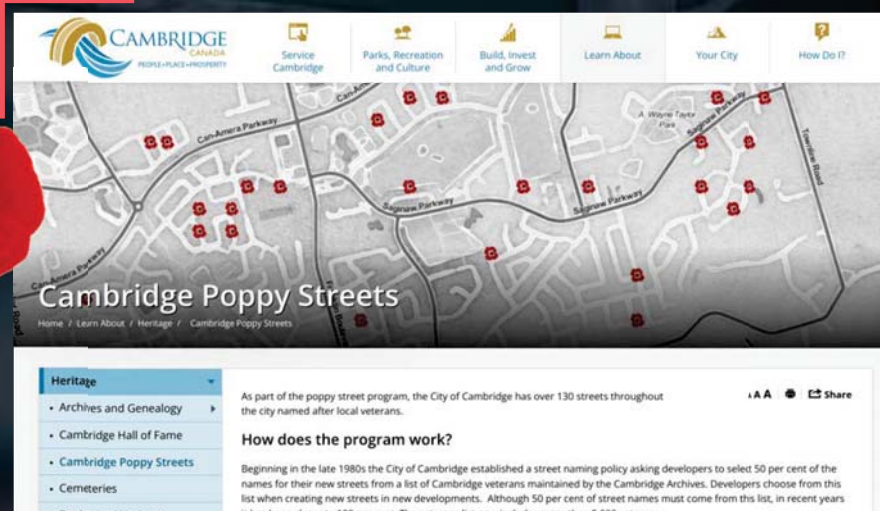 CAMBRIDGE
CANADA
PEOPLE • PLACE • PROSPERITY
Service
Cambridge
Parks, Recreation
and Culture
Build, Invest
and Grow
Learn About
Your City
How Do I?
Can-Amera Parkway
Can-Amera
A. Wayne Taylor
Park
Saginaw Parkway
Townline Road
Saginaw Parkway
Saginaw Parkway
Can-Amera Parkway
Road
Cambridge Poppy Streets
Home / Learn About / Heritage / Cambridge Poppy Streets
Heritage
• Archives and Genealogy
• Cambridge Hall of Fame
• Cambridge Poppy Streets
• Cemeteries
As part of the poppy street program, the City of Cambridge has over 130 streets throughout
the city named after local veterans.
A A A Share
How does the program work?
Beginning in the late 1980s the City of Cambridge established a street naming policy asking developers to select 50 per cent of the
names for their new streets from a list of Cambridge veterans maintained by the Cambridge Archives. Developers choose from this
list when creating new streets in new developments. Although 50 per cent of street names must come from this list, in recent years